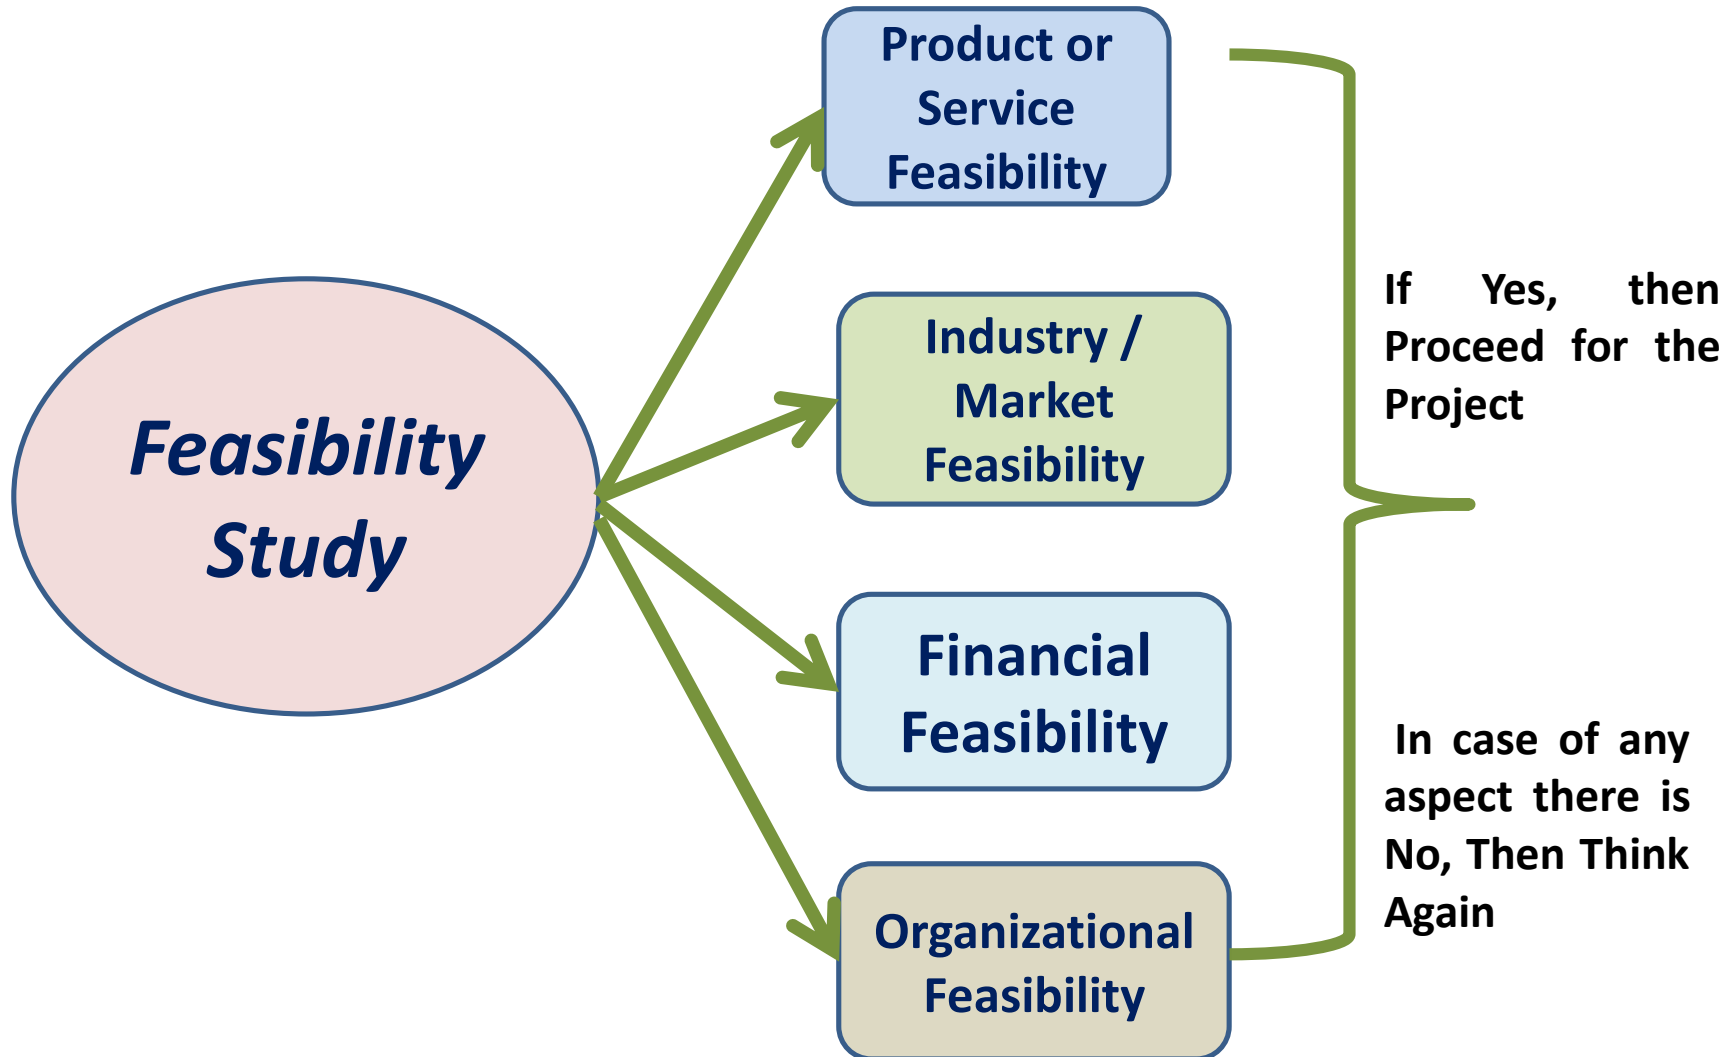 Feasibility
Study
Product or
Service
Feasibility
Industry /
Market
Feasibility
Financial
Feasibility
Organizational
Feasibility
If Yes, then
Proceed for the
Project
In case of any
aspect there is
No, Then Think
Again